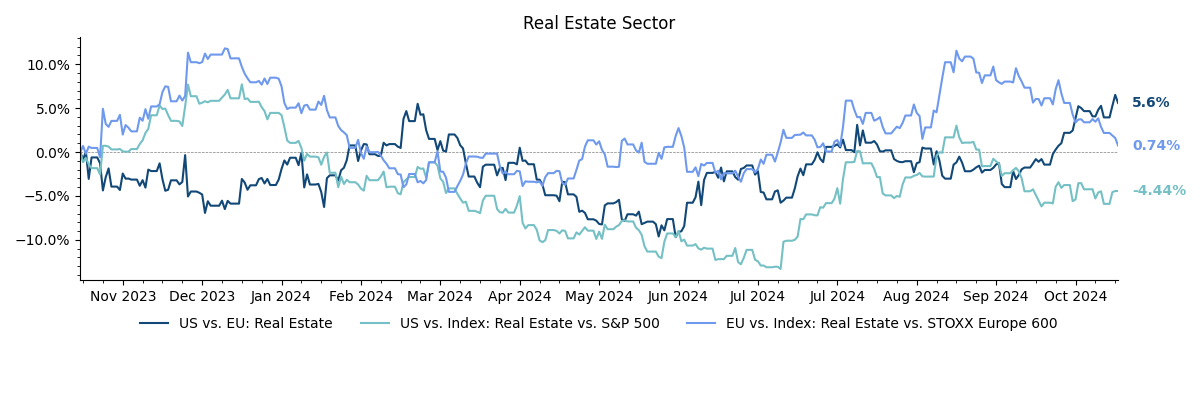 Real Estate Sector
10.0%
5.0%
0.0%
−5.0%
−10.0%
5.6%
0.74%
-4.44%
Nov 2023 Dec 2023 Jan 2024 Feb 2024 Mar 2024 Apr 2024 May 2024 Jun 2024 Jul 2024 Jul 2024 Aug 2024 Sep 2024 Oct 2024
US vs. EU: Real Estate US vs. Index: Real Estate vs. S&P 500 EU vs. Index: Real Estate vs. STOXX Europe 600